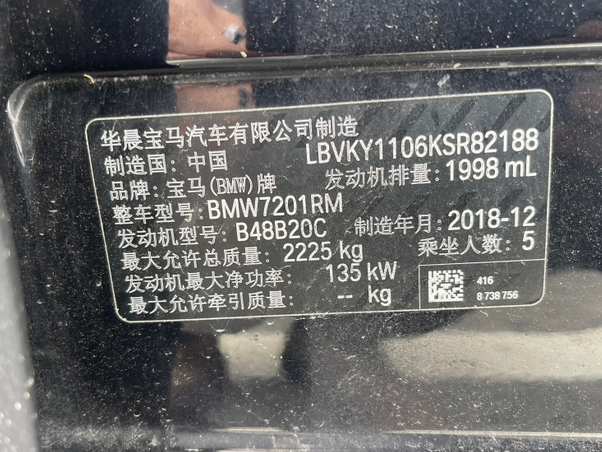 华晨宝马汽车有限公司制造
制造国：中国 LBVKY1106KSR82188
品牌：宝马(BMW)牌 发动机排量：1998 mL
整车型号：BMW7201RM
发动机型号：B48B20C 制造年月：2018-12
最大允许总质量：2225 kg 乘坐人数：5
发动机最大净功率：135 kW
最大允许牵引质量：-- kg
416
8 738 756